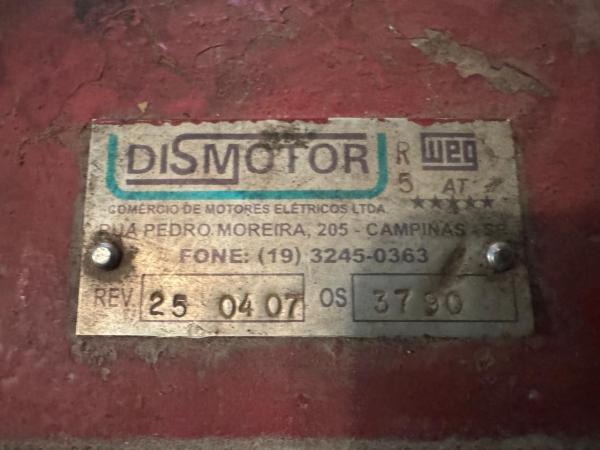 DISMOTOR R WEG
5 AT ★★★★★
COMÉRCIO DE MOTORES ELÉTRICOS LTDA
RUA PEDRO MOREIRA, 205 - CAMPINAS - SP
FONE: (19) 3245-0363
REV. 25 04 07 OS 3790